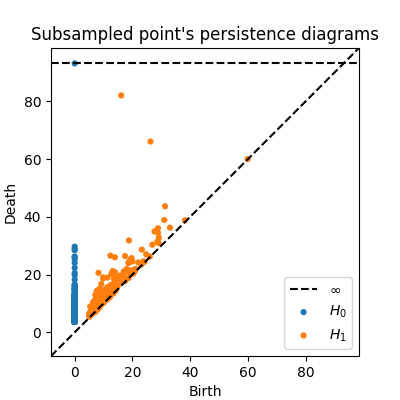 Subsampled point's persistence diagrams
Death
80
60
40
20
0
0 20 40 60 80
Birth
∞
H₀
H₁